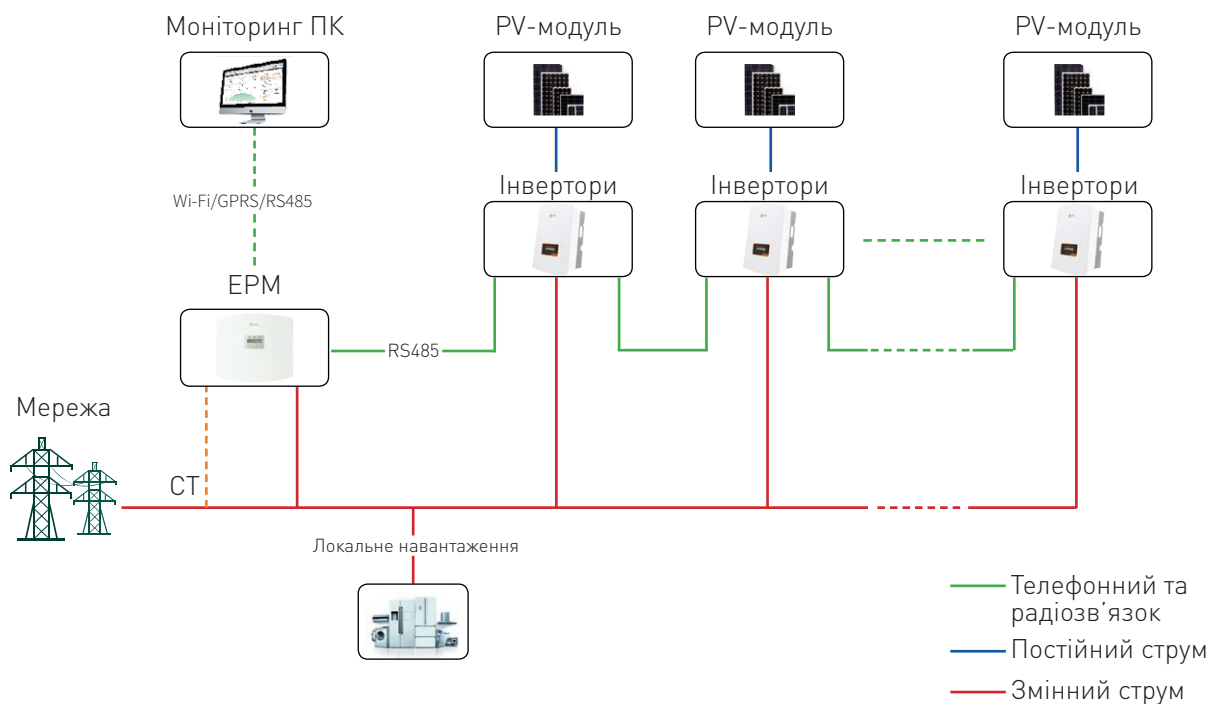 Моніторинг ПК
PV-модуль
PV-модуль
PV-модуль
Wi-Fi/GPRS/RS485
Інвертори
Інвертори
Інвертори
EPM
RS485
Мережа
CT
Локальне навантаження
Телефонний та
радіозв'язок
Постійний струм
Змінний струм